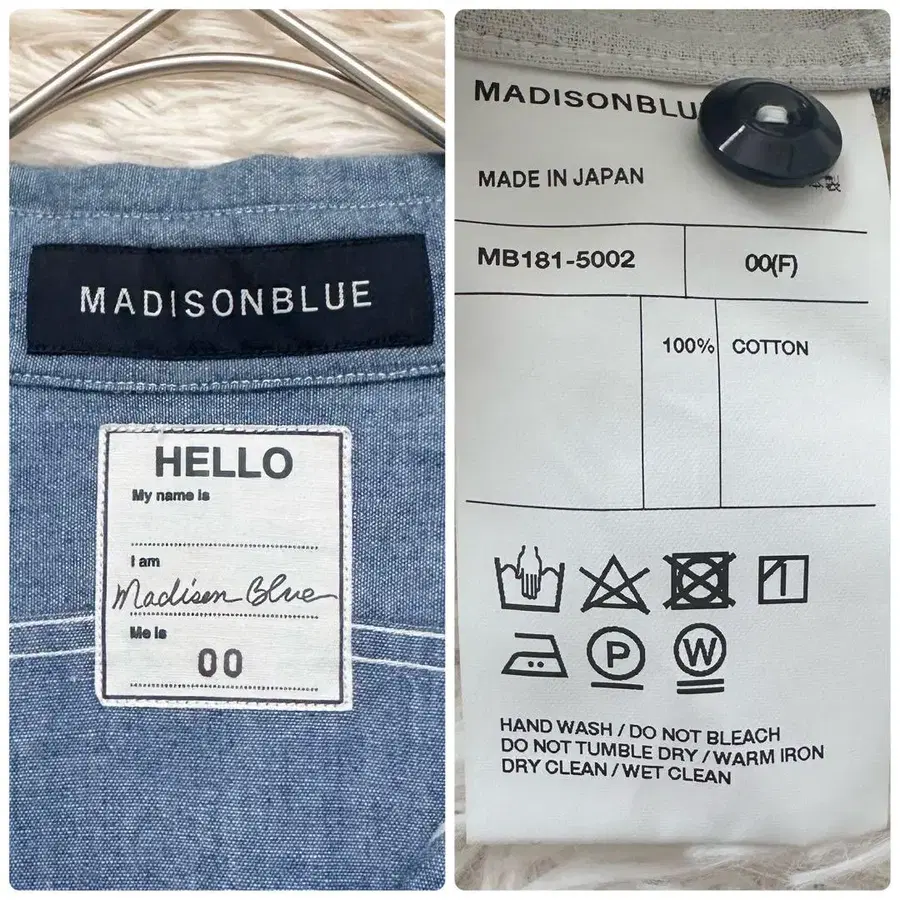 MADISONBLUE
HELLO
My name is
I am
Madison Blue
Me is
00
MADISONBLU
MADE IN JAPAN
MB181-5002 00(F)
100% COTTON
P W
HAND WASH / DO NOT BLEACH
DO NOT TUMBLE DRY / WARM IRON
DRY CLEAN / WET CLEAN